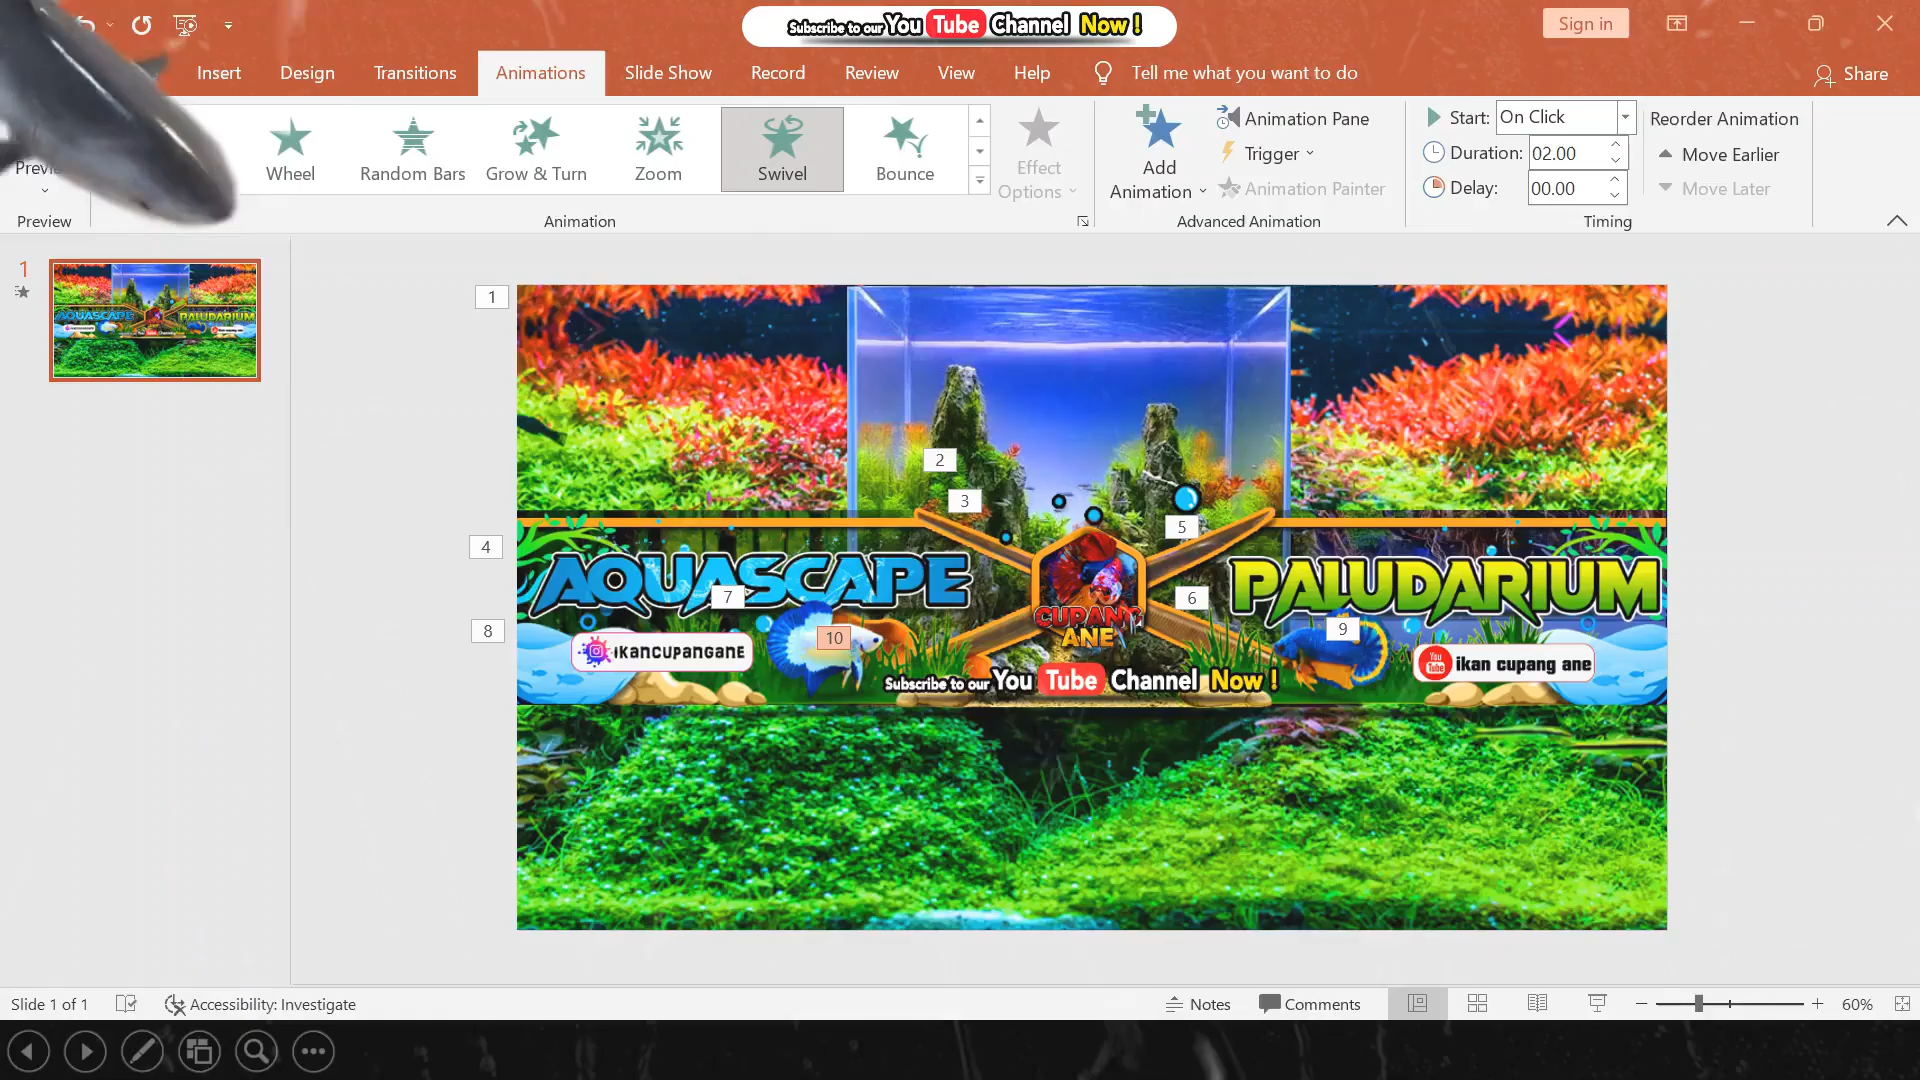 Subscribe to our You Tube Channel Now !
Sign in
Insert Design Transitions Animations Slide Show Record Review View Help Tell me what you want to do Share
Wheel Random Bars Grow & Turn Zoom Swivel Bounce
Effect Options
Add Animation
Animation Pane
Trigger
Animation Painter
Start: On Click
Duration: 02.00
Delay: 00.00
Reorder Animation
Move Earlier
Move Later
Preview Animation Advanced Animation Timing
1
1
2
3
5
4
AQUASCAPE PALUDARIUM
7
6
CUPANG
ANE
8
10
9
iKANCUPANGANE
You Tube ikan cupang ane
Subscribe to our You Tube Channel Now !
Slide 1 of 1 Accessibility: Investigate Notes Comments 60%